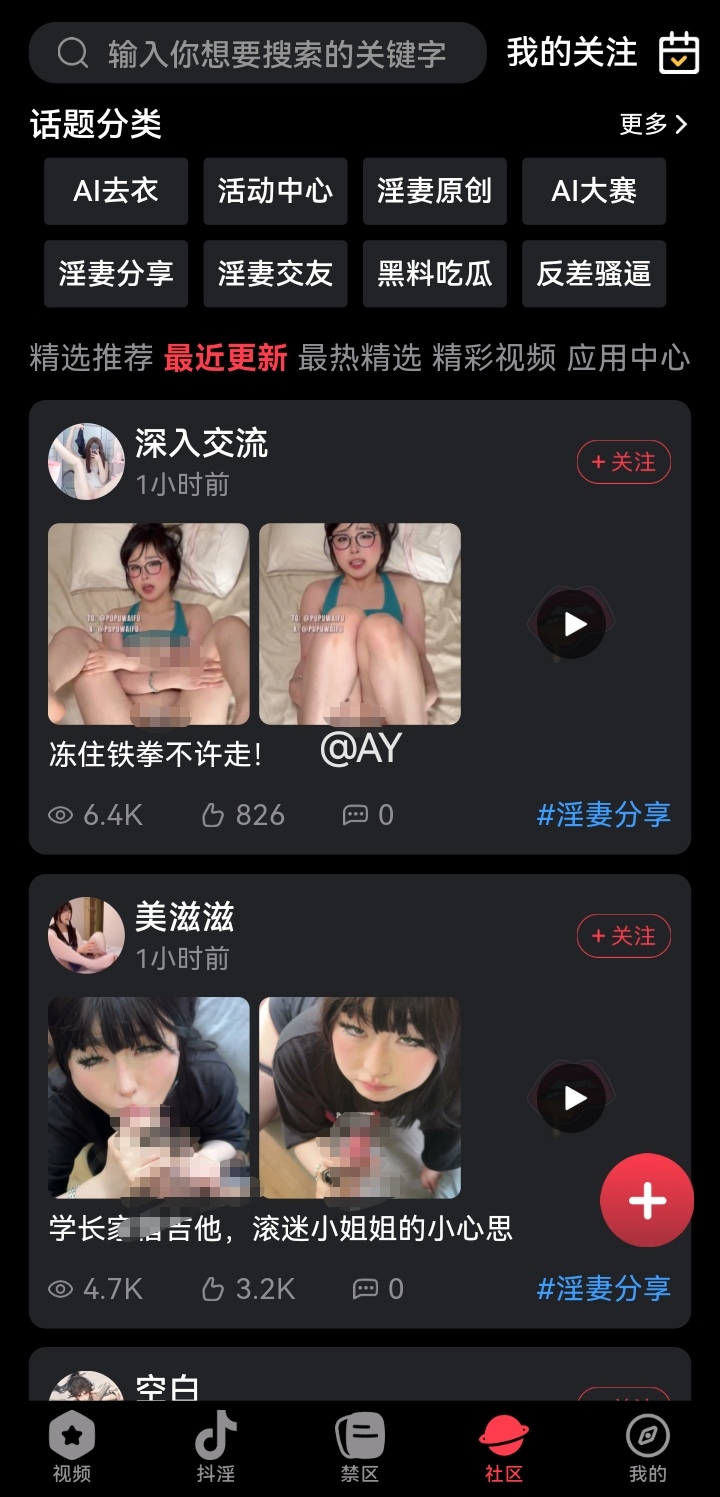 输入你想要搜索的关键字 我的关注
话题分类 更多
AI去衣 活动中心 淫妻原创 AI大赛
淫妻分享 淫妻交友 黑料吃瓜 反差骚逼
精选推荐 最近更新 最热精选 精彩视频 应用中心
深入交流
1小时前
+关注
TG @PUPUWAIFU
X @PUPUWAIFU
TG @PUPUWAIFU
X @PUPUWAIFU
冻住铁拳不许走!
@AY
6.4K 826 0 #淫妻分享
美滋滋
1小时前
+关注
学长家 吉他，滚迷小姐姐的小心思
4.7K 3.2K 0 #淫妻分享
空白
视频 抖淫 禁区 社区 我的